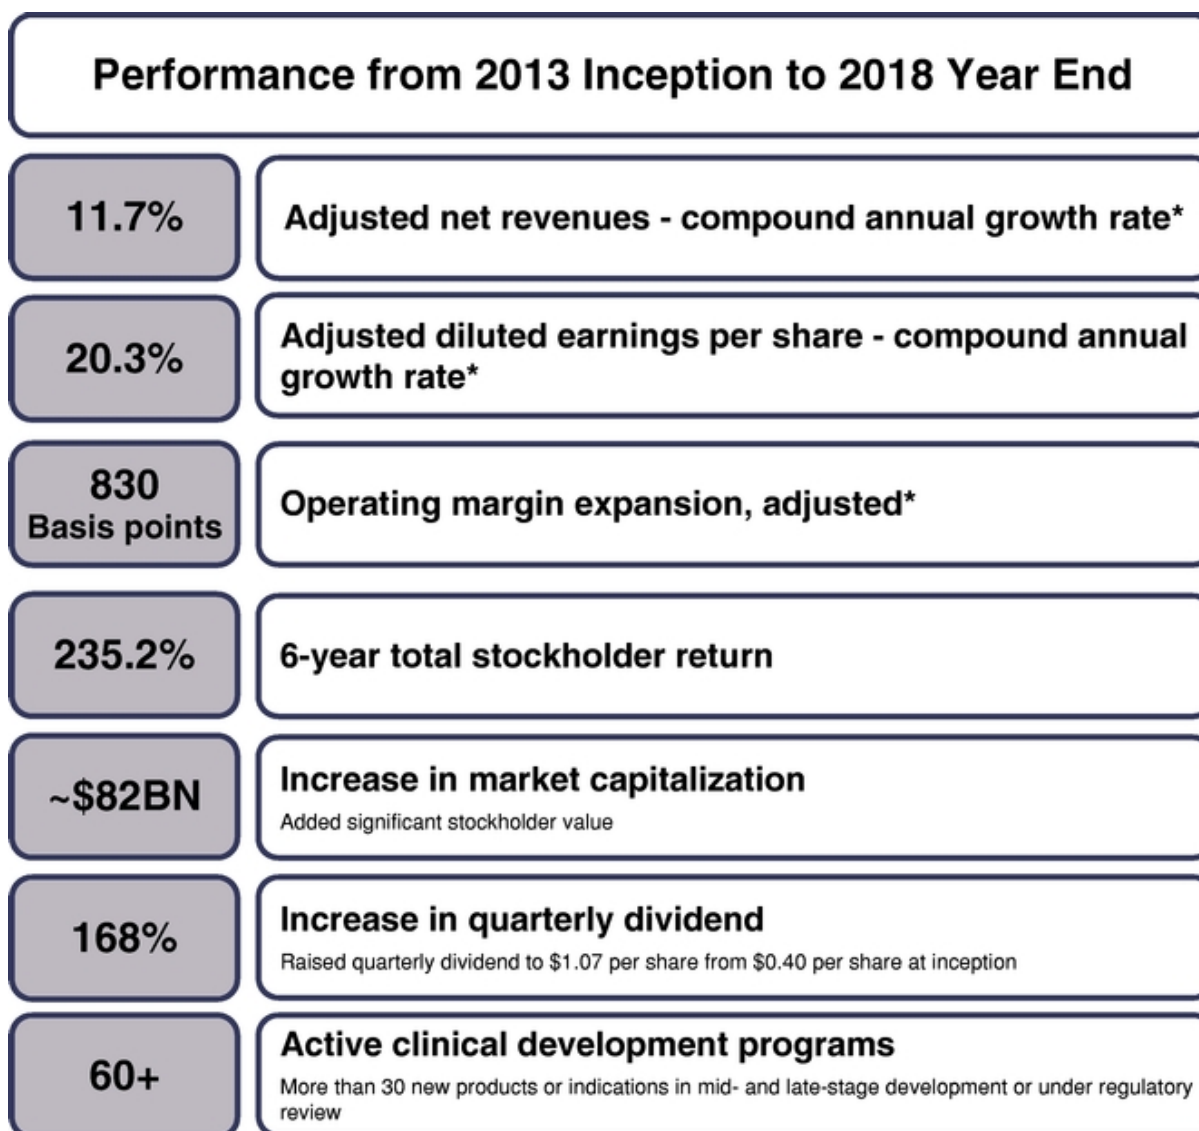 Performance from 2013 Inception to 2018 Year End
11.7%
Adjusted net revenues - compound annual growth rate*
20.3%
Adjusted diluted earnings per share - compound annual
growth rate*
830
Basis points
Operating margin expansion, adjusted*
235.2%
6-year total stockholder return
~$82BN
Increase in market capitalization
Added significant stockholder value
168%
Increase in quarterly dividend
Raised quarterly dividend to $1.07 per share from $0.40 per share at inception
60+
Active clinical development programs
More than 30 new products or indications in mid- and late-stage development or under regulatory
review